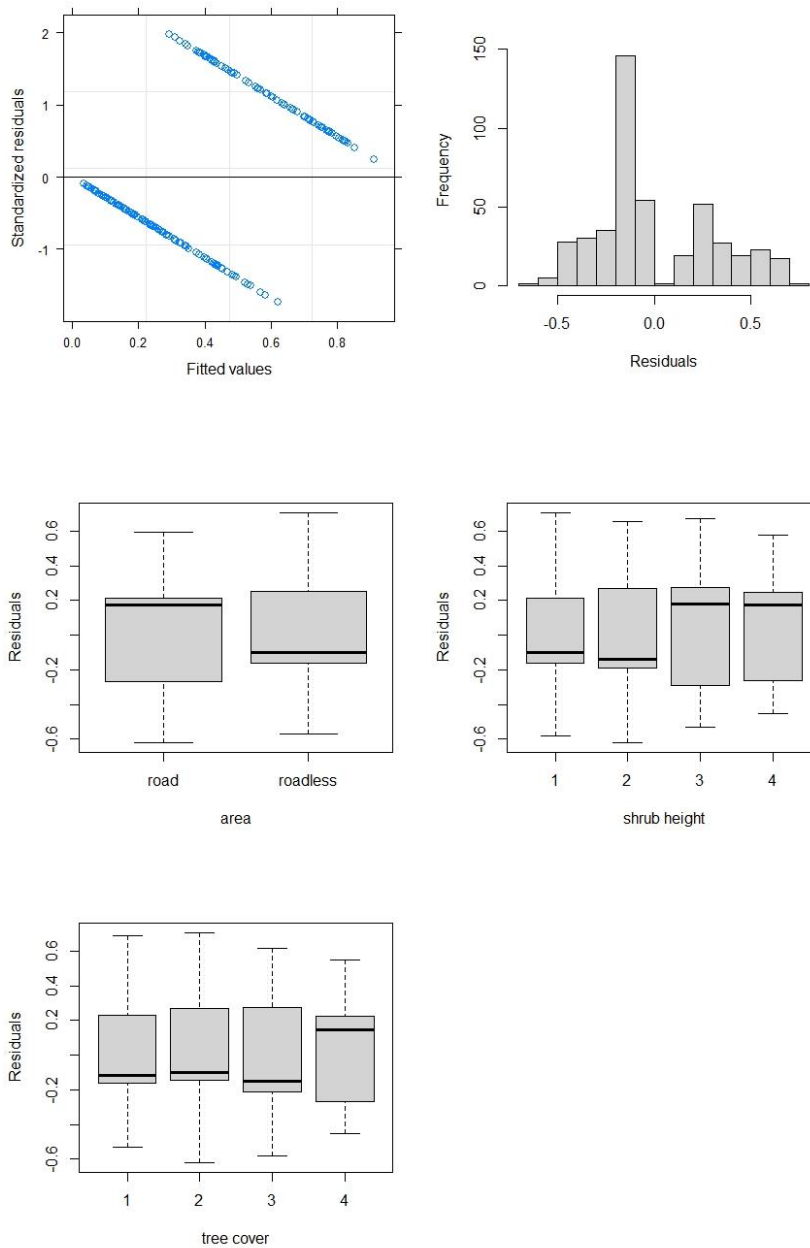 Standardized residuals
2
1
0
-1
0.0 0.2 0.4 0.6 0.8
Fitted values
Frequency
150
100
50
0
-0.5 0.0 0.5
Residuals
Residuals
0.6
0.4
0.2
-0.2
-0.6
road roadless
area
Residuals
0.6
0.4
0.2
-0.2
-0.6
1 2 3 4
shrub height
Residuals
0.6
0.4
0.2
-0.2
-0.6
1 2 3 4
tree cover